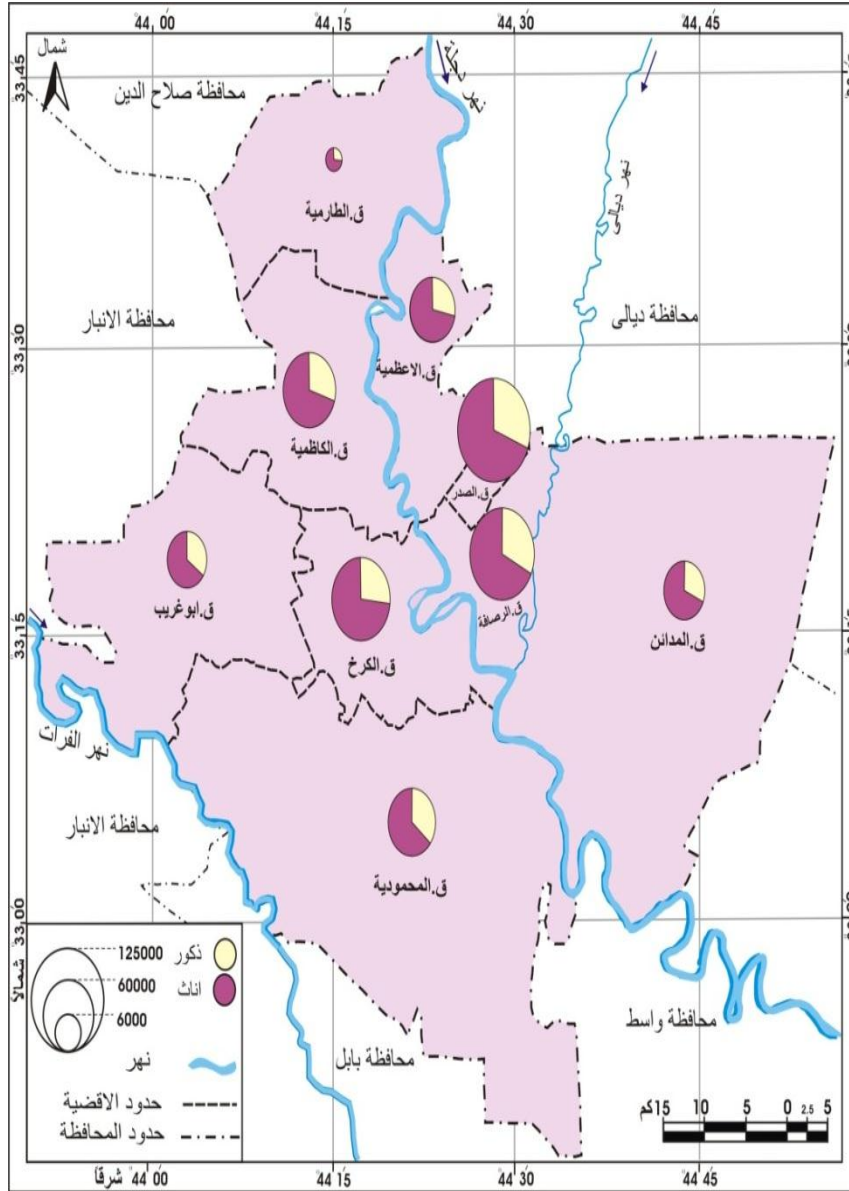 44,00 44,15 44,30 44,45
شمال
33,45
محافظة صلاح الدين
نهر دجلة
نهر ديالى
ق.الطارمية
محافظة الانبار
محافظة ديالى
33,30
ق.الاعظمية
ق.الكاظمية
ق.الصدر
ق.ابوغريب
ق.الكرخ
ق.الرصافة
ق.المدائن
33,15
نهر الفرات
محافظة الانبار
ق.المحمودية
33,00
شمالاً
125000
60000
6000
ذكور
اناث
نهر
حدود الاقضية
حدود المحافظة
محافظة بابل
محافظة واسط
كم15 10 5 0 2.5 5
44,00 شرقاً 44,15 44,30 44,45